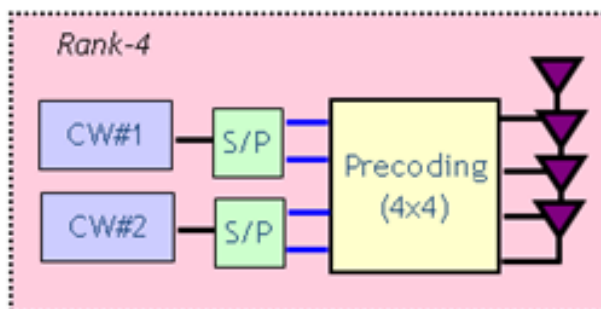 Rank-4
CW#1
S/P
Precoding
(4x4)
CW#2
S/P